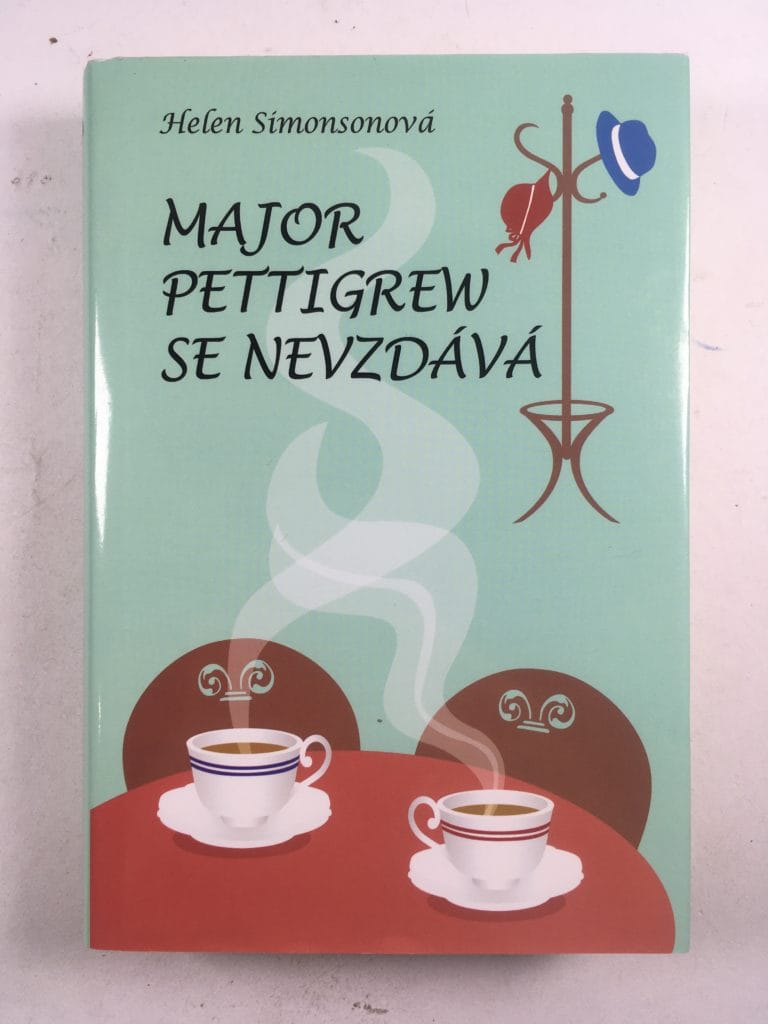 Helen Simonsonová
MAJOR
PETTIGREW
SE NEVZDÁVÁ